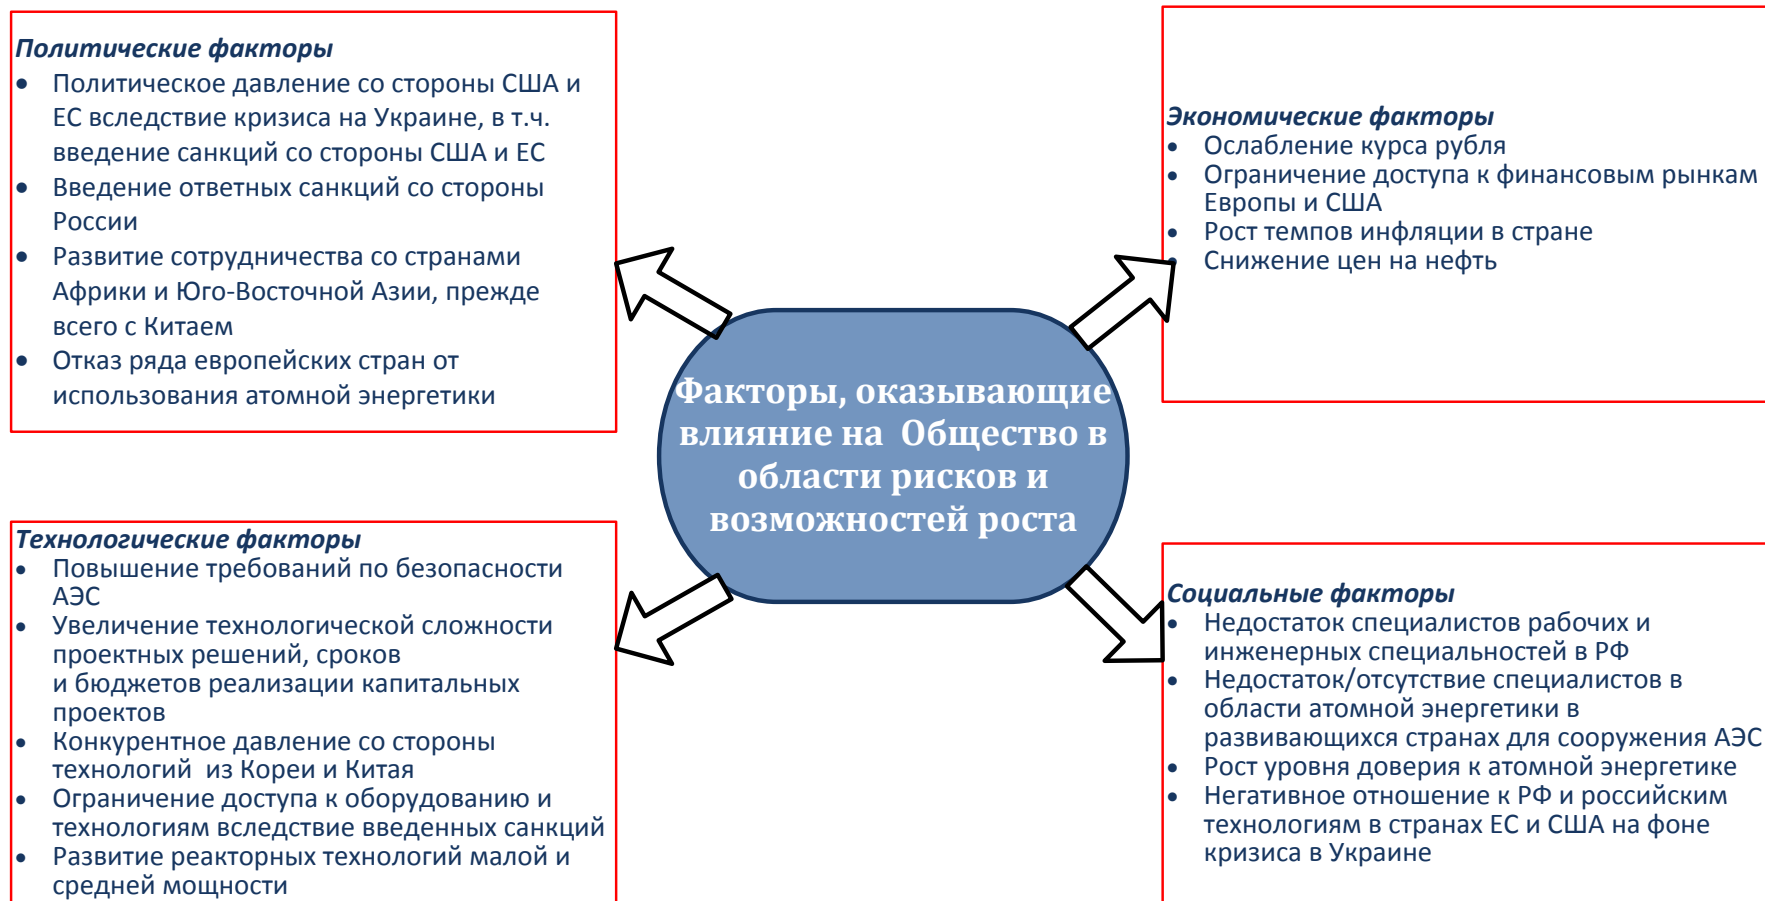 Политические факторы
• Политическое давление со стороны США и
ЕС вследствие кризиса на Украине, в т.ч.
введение санкций со стороны США и ЕС
• Введение ответных санкций со стороны
России
• Развитие сотрудничества со странами
Африки и Юго-Восточной Азии, прежде
всего с Китаем
• Отказ ряда европейских стран от
использования атомной энергетики
Экономические факторы
• Ослабление курса рубля
• Ограничение доступа к финансовым рынкам
Европы и США
• Рост темпов инфляции в стране
• Снижение цен на нефть
Факторы, оказывающие
влияние на Общество в
области рисков и
возможностей роста
Технологические факторы
• Повышение требований по безопасности
АЭС
• Увеличение технологической сложности
проектных решений, сроков
и бюджетов реализации капитальных
проектов
• Конкурентное давление со стороны
технологий из Кореи и Китая
• Ограничение доступа к оборудованию и
технологиям вследствие введенных санкций
• Развитие реакторных технологий малой и
средней мощности
Социальные факторы
• Недостаток специалистов рабочих и
инженерных специальностей в РФ
• Недостаток/отсутствие специалистов в
области атомной энергетики в
развивающихся странах для сооружения АЭС
• Рост уровня доверия к атомной энергетике
• Негативное отношение к РФ и российским
технологиям в странах ЕС и США на фоне
кризиса в Украине